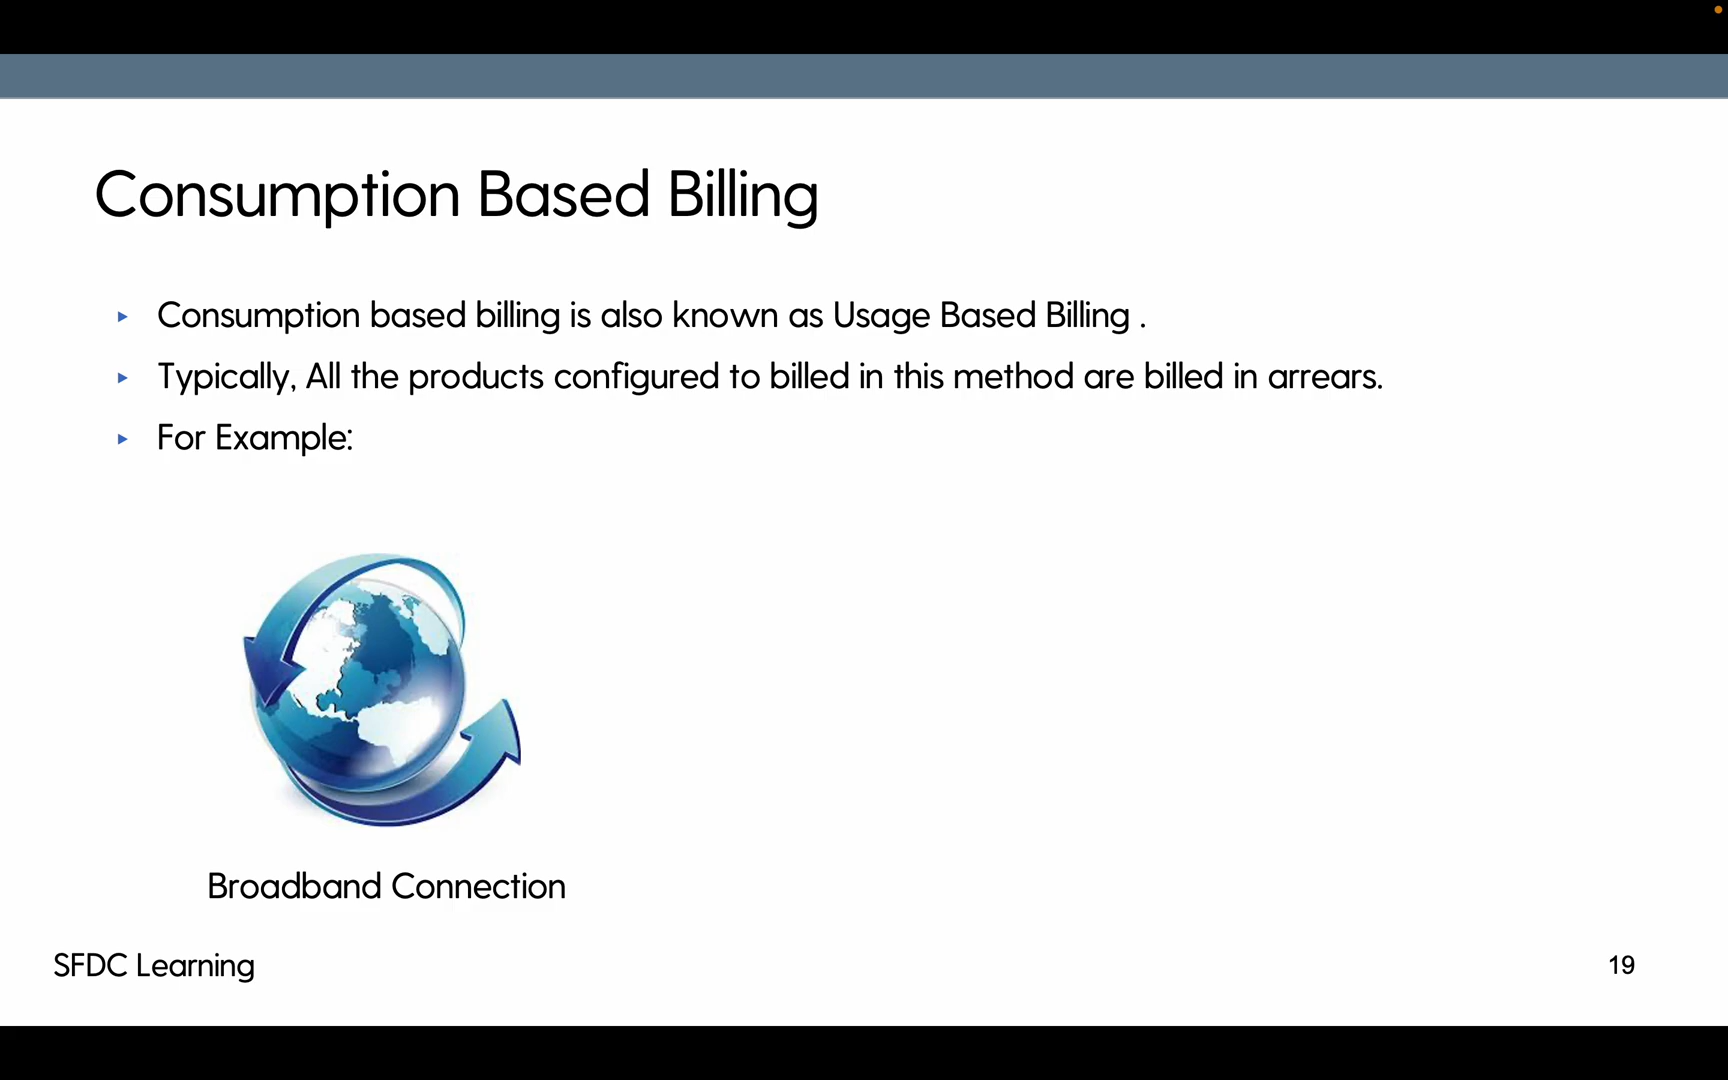 Consumption Based Billing
Consumption based billing is also known as Usage Based Billing .
Typically, All the products configured to billed in this method are billed in arrears.
For Example:
Broadband Connection
SFDC Learning
19